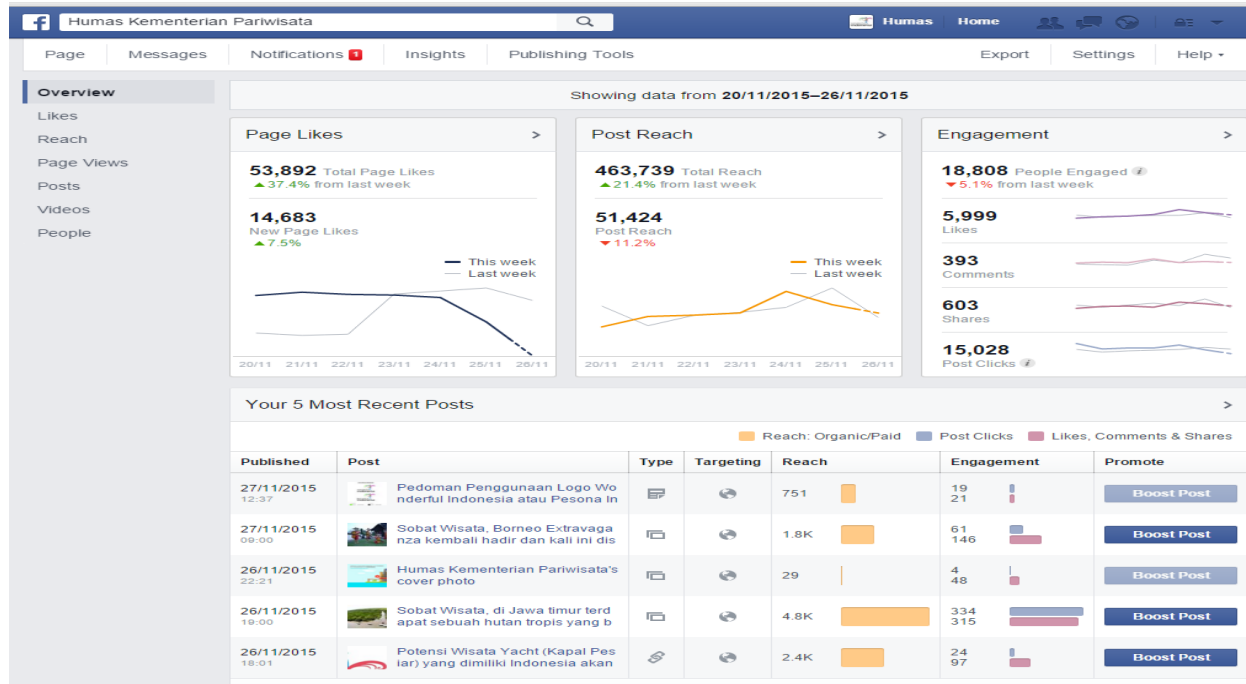 Humas Kementerian Pariwisata
Humas Home
Page Messages Notifications 1 Insights Publishing Tools Export Settings Help
Overview
Likes
Reach
Page Views
Posts
Videos
People
Showing data from 20/11/2015–26/11/2015
Page Likes >
53,892 Total Page Likes
37.4% from last week
14,683
New Page Likes
7.5%
This week
Last week
20/11 21/11 22/11 23/11 24/11 25/11 26/11
Post Reach >
463,739 Total Reach
21.4% from last week
51,424
Post Reach
11.2%
This week
Last week
20/11 21/11 22/11 23/11 24/11 25/11 26/11
Engagement >
18,808 People Engaged i
5.1% from last week
5,999
Likes
393
Comments
603
Shares
15,028
Post Clicks i
Your 5 Most Recent Posts >
Reach: Organic/Paid Post Clicks Likes, Comments & Shares
Published Post Type Targeting Reach Engagement Promote
27/11/2015
12:37
Pedoman Penggunaan Logo Wo
nderful Indonesia atau Pesona In
751
19
21
Boost Post
27/11/2015
09:00
Sobat Wisata, Borneo Extravaga
nza kembali hadir dan kali ini dis
1.8K
61
146
Boost Post
26/11/2015
22:21
Humas Kementerian Pariwisata's
cover photo
29
4
48
Boost Post
26/11/2015
19:00
Sobat Wisata, di Jawa timur terd
apat sebuah hutan tropis yang b
4.8K
334
315
Boost Post
26/11/2015
18:01
Potensi Wisata Yacht (Kapal Pes
iar) yang dimiliki Indonesia akan
2.4K
24
97
Boost Post